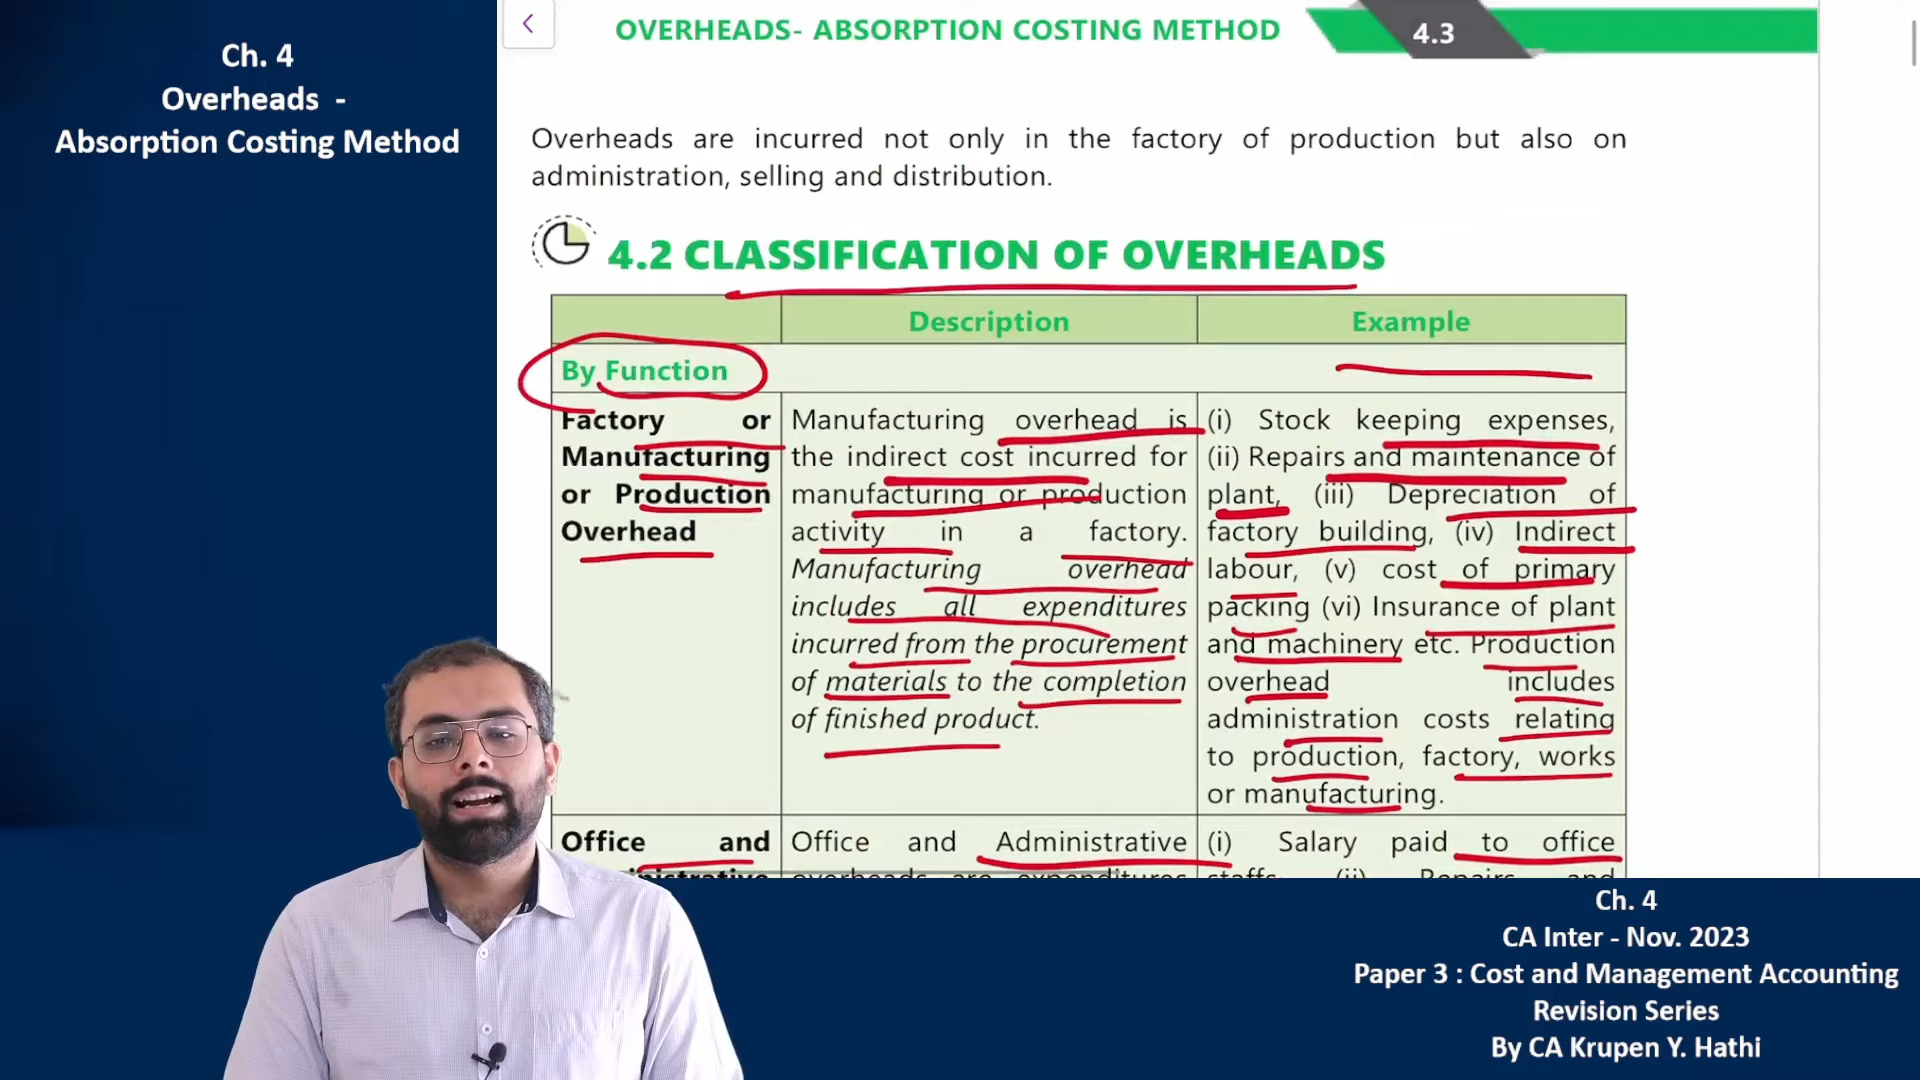 Ch. 4
Overheads -
Absorption Costing Method
OVERHEADS- ABSORPTION COSTING METHOD
4.3
Overheads are incurred not only in the factory of production but also on
administration, selling and distribution.
4.2 CLASSIFICATION OF OVERHEADS
Description
Example
By Function
Factory or
Manufacturing
or Production
Overhead
Manufacturing overhead is
the indirect cost incurred for
manufacturing or production
activity in a factory.
Manufacturing overhead
includes all expenditures
incurred from the procurement
of materials to the completion
of finished product.
(i) Stock keeping expenses,
(ii) Repairs and maintenance of
plant, (iii) Depreciation of
factory building, (iv) Indirect
labour, (v) cost of primary
packing (vi) Insurance of plant
and machinery etc. Production
overhead includes
administration costs relating
to production, factory, works
or manufacturing.
Office and
Office and Administrative
overheads are expenditures
(i) Salary paid to office
staffs, (ii) Repairs and
Ch. 4
CA Inter - Nov. 2023
Paper 3 : Cost and Management Accounting
Revision Series
By CA Krupen Y. Hathi